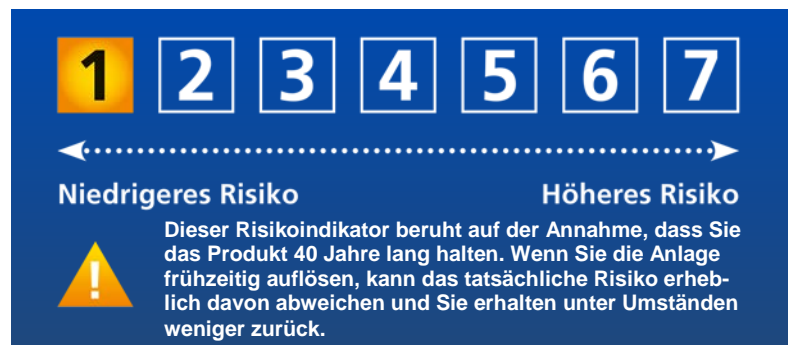 1 2 3 4 5 6 7
Niedrigeres Risiko Höheres Risiko
Dieser Risikoindikator beruht auf der Annahme, dass Sie
das Produkt 40 Jahre lang halten. Wenn Sie die Anlage
frühzeitig auflösen, kann das tatsächliche Risiko erheb-
lich davon abweichen und Sie erhalten unter Umständen
weniger zurück.